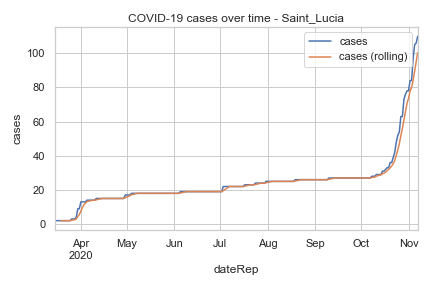 COVID-19 cases over time - Saint_Lucia
cases
cases (rolling)
100
80
60
40
20
0
cases
Apr May Jun Jul Aug Sep Oct Nov
2020
dateRep